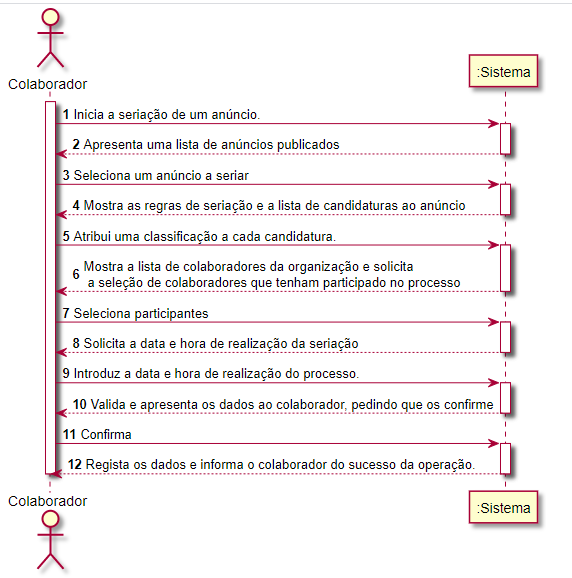 Colaborador
:Sistema
1 Inicia a seriação de um anúncio.
2 Apresenta uma lista de anúncios publicados
3 Seleciona um anúncio a seriar
4 Mostra as regras de seriação e a lista de candidaturas ao anúncio
5 Atribui uma classificação a cada candidatura.
6 Mostra a lista de colaboradores da organização e solicita
a seleção de colaboradores que tenham participado no processo
7 Seleciona participantes
8 Solicita a data e hora de realização da seriação
9 Introduz a data e hora de realização do processo.
10 Valida e apresenta os dados ao colaborador, pedindo que os confirme
11 Confirma
12 Regista os dados e informa o colaborador do sucesso da operação.
Colaborador
:Sistema